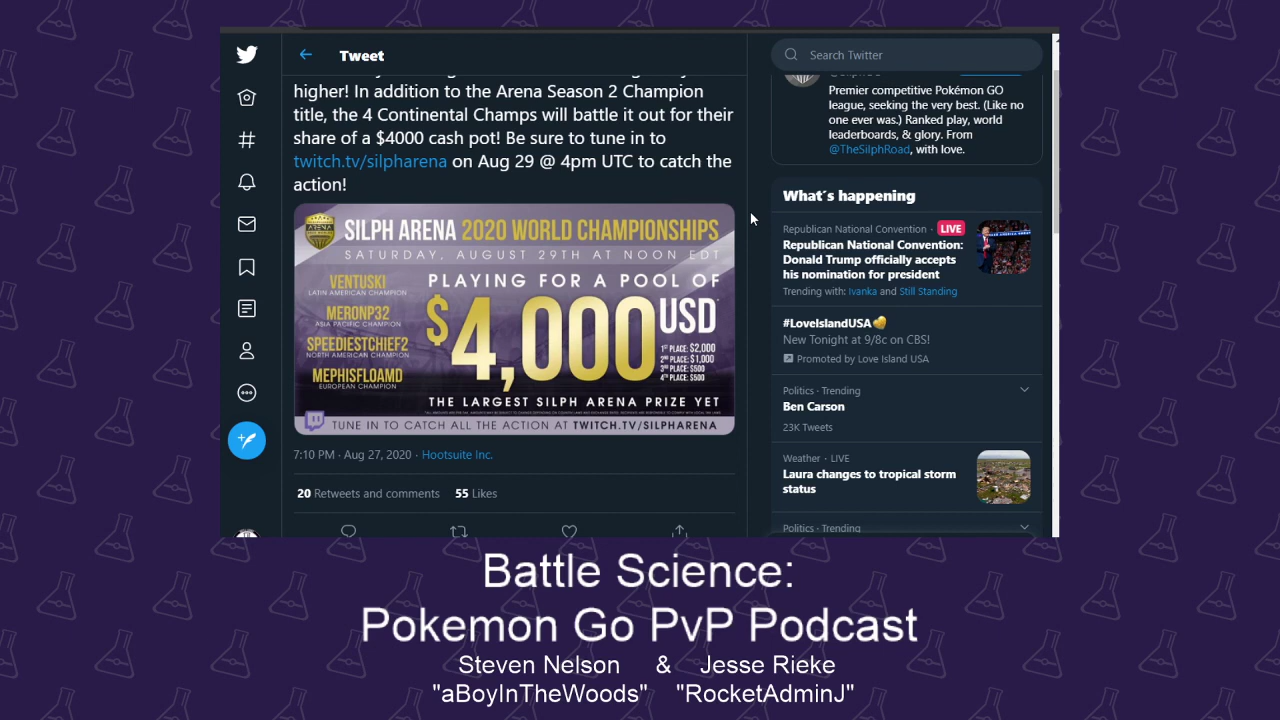 Tweet
higher! In addition to the Arena Season 2 Champion
title, the 4 Continental Champs will battle it out for their
share of a $4000 cash pot! Be sure to tune in to
twitch.tv/silpharena on Aug 29 @ 4pm UTC to catch the
action!
SILPH ARENA 2020 WORLD CHAMPIONSHIPS
SATURDAY, AUGUST 29TH AT NOON EDT
VENTUSKI
LATIN AMERICAN CHAMPION
MERONP32
ASIA PACIFIC CHAMPION
SPEEDIESTCHIEF2
NORTH AMERICAN CHAMPION
MEPHISFLOAMD
EUROPEAN CHAMPION
PLAYING FOR A POOL OF
$4,000 USD
1ST PLACE: $2,000
2ND PLACE: $1,000
3RD PLACE: $500
4TH PLACE: $500
THE LARGEST SILPH ARENA PRIZE YET
TUNE IN TO CATCH ALL THE ACTION AT TWITCH.TV/SILPHARENA
7:10 PM · Aug 27, 2020 · Hootsuite Inc.
20 Retweets and comments 55 Likes
Search Twitter
Premier competitive Pokémon GO
league, seeking the very best. (Like no
one ever was.) Ranked play, world
leaderboards, & glory. From
@TheSilphRoad, with love.
What's happening
Republican National Convention · LIVE
Republican National Convention:
Donald Trump officially accepts
his nomination for president
Trending with: Ivanka and Still Standing
#LoveIslandUSA
New Tonight at 9/8c on CBS!
Promoted by Love Island USA
Politics · Trending
Ben Carson
23K Tweets
Weather · LIVE
Laura changes to tropical storm
status
Politics · Trending
Battle Science:
Pokemon Go PvP Podcast
Steven Nelson & Jesse Rieke
"aBoyInTheWoods" "RocketAdminJ"